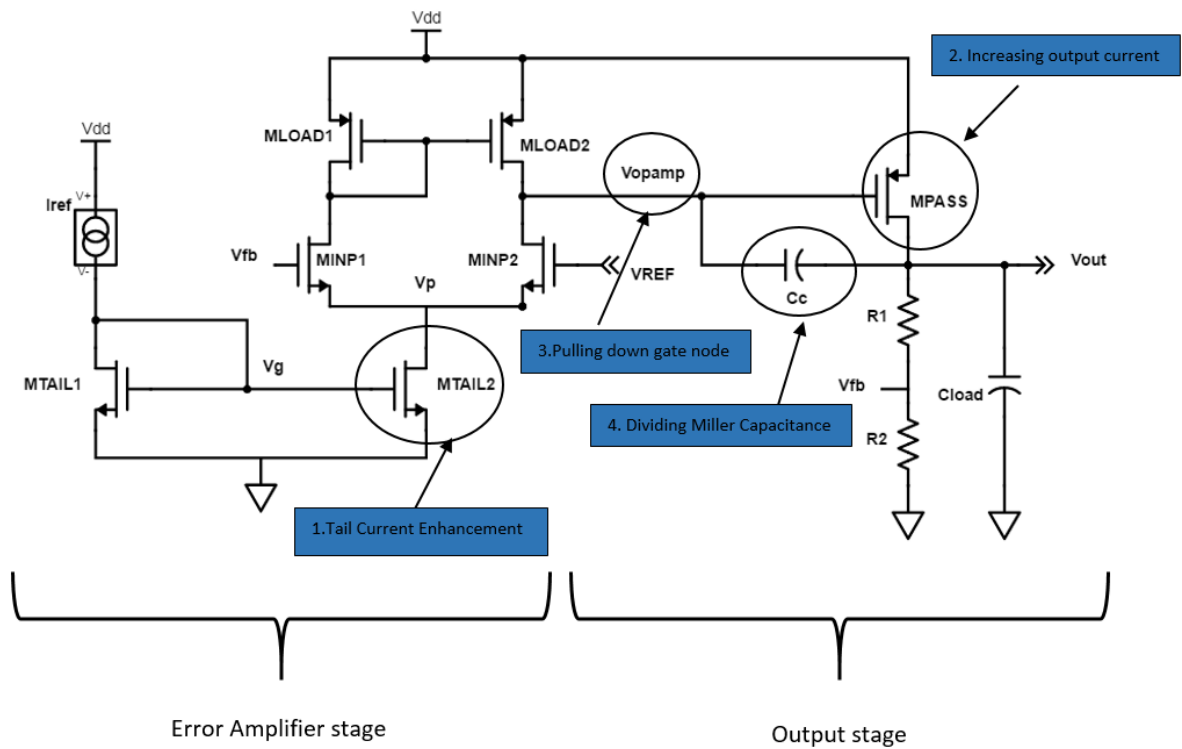 Vdd
2. Increasing output current
Vdd
MLOAD1
MLOAD2
Vopamp
MPASS
Iref
V+
V-
Vfb
MINP1
MINP2
VREF
Vp
Cc
Vout
R1
3.Pulling down gate node
Vg
MTAIL1
MTAIL2
Vfb
Cload
4. Dividing Miller Capacitance
R2
1.Tail Current Enhancement
Error Amplifier stage
Output stage